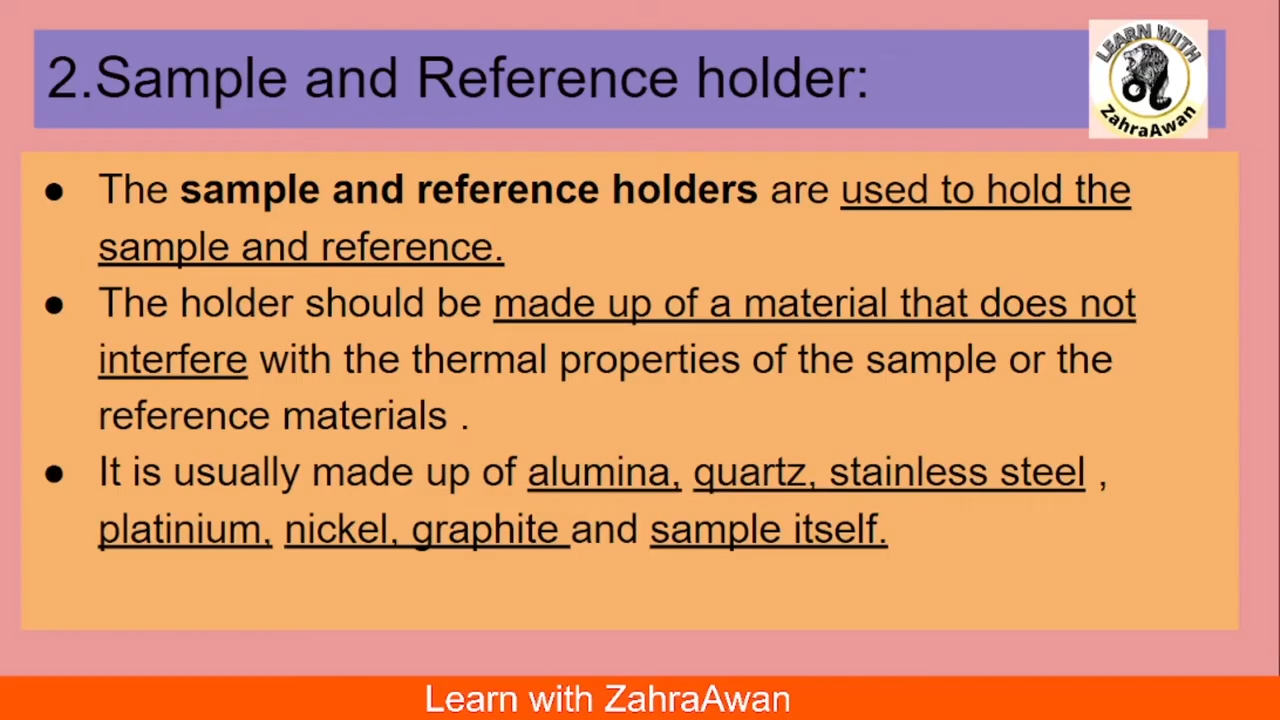 2.Sample and Reference holder:
LEARN WITH
ZahraAwan
● The sample and reference holders are used to hold the
sample and reference.
● The holder should be made up of a material that does not
interfere with the thermal properties of the sample or the
reference materials .
● It is usually made up of alumina, quartz, stainless steel ,
platinium, nickel, graphite and sample itself.
Learn with ZahraAwan